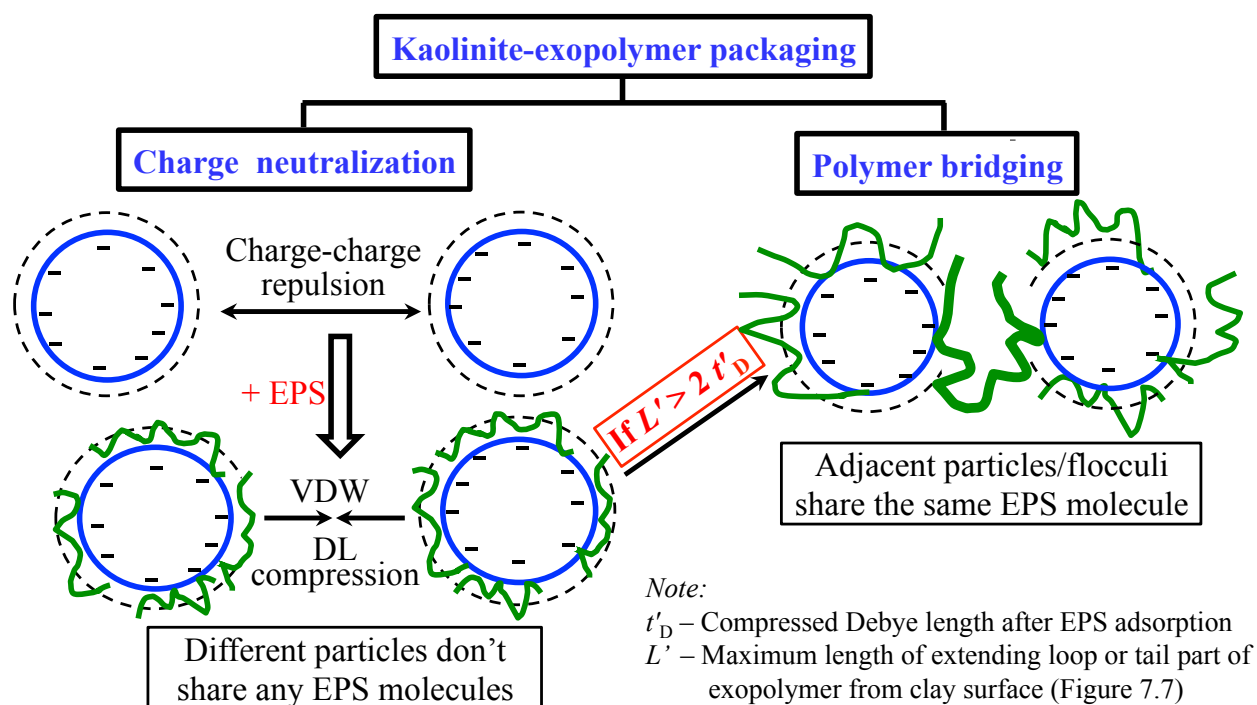 Kaolinite-exopolymer packaging
Charge neutralization
Polymer bridging
Charge-charge
repulsion
+ EPS
VDW
DL
compression
Different particles don’t
share any EPS molecules
If L' > 2 t'D
Adjacent particles/flocculi
share the same EPS molecule
Note:
t'D – Compressed Debye length after EPS adsorption
L’ – Maximum length of extending loop or tail part of
exopolymer from clay surface (Figure 7.7)